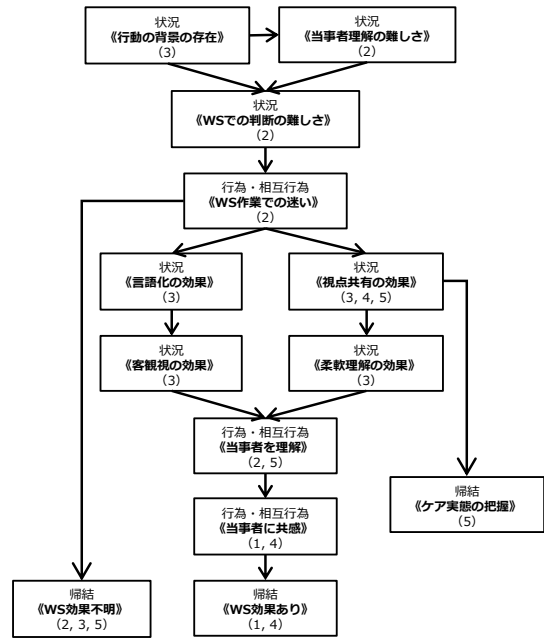 状況
《行動の背景の存在》
(3)
状況
《当事者理解の難しさ》
(2)
状況
《WSでの判断の難しさ》
(2)
行為・相互行為
《WS作業での迷い》
(2)
状況
《言語化の効果》
(3)
状況
《視点共有の効果》
(3, 4, 5)
状況
《客観視の効果》
(3)
状況
《柔軟理解の効果》
(3)
行為・相互行為
《当事者を理解》
(2, 5)
帰結
《ケア実態の把握》
(5)
行為・相互行為
《当事者に共感》
(1, 4)
帰結
《WS効果不明》
(2, 3, 5)
帰結
《WS効果あり》
(1, 4)